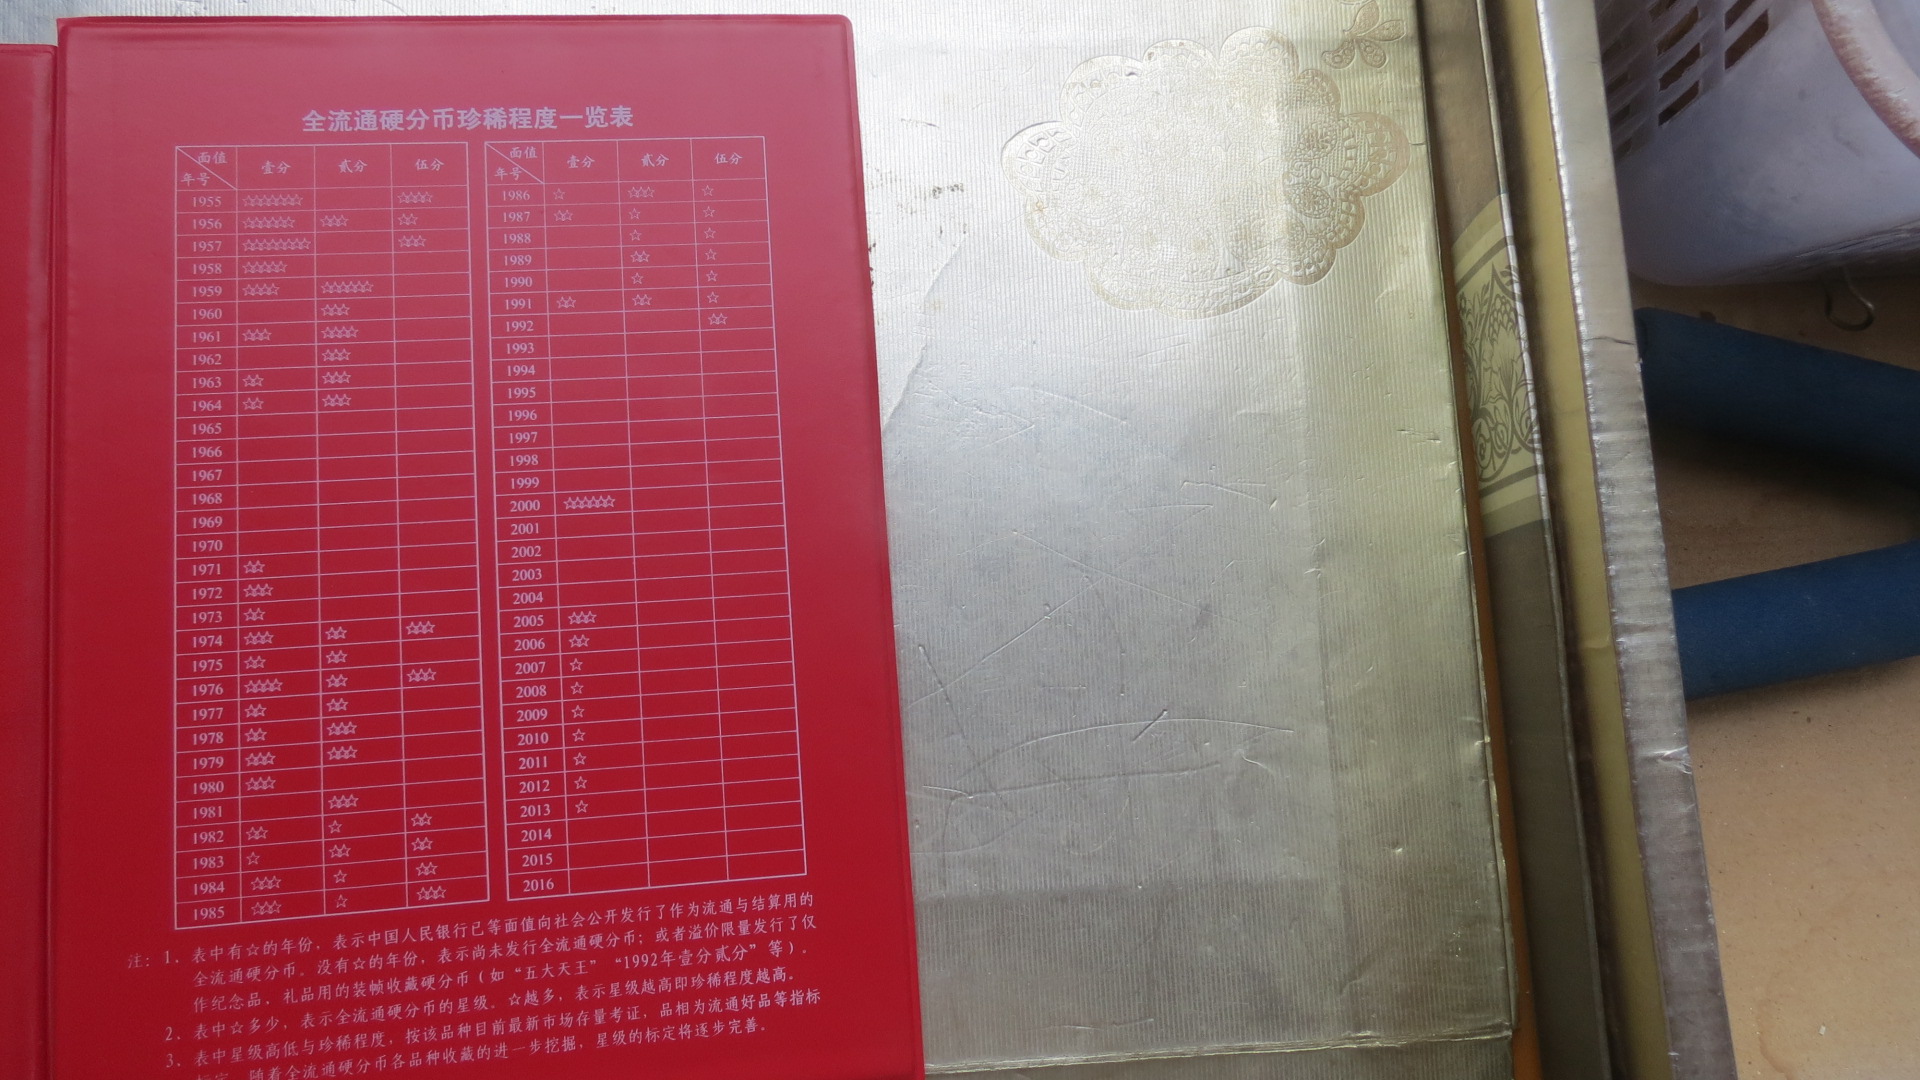 全流通硬分币珍稀程度一览表
面值 年号 壹分 贰分 伍分
1955 ☆☆☆☆☆☆☆ ☆☆☆☆
1956 ☆☆☆☆☆☆ ☆☆☆ ☆☆
1957 ☆☆☆☆☆☆☆☆ ☆☆☆
1958 ☆☆☆☆☆
1959 ☆☆☆☆ ☆☆☆☆☆☆
1960 ☆☆☆
1961 ☆☆☆ ☆☆☆☆
1962 ☆☆☆
1963 ☆☆ ☆☆☆
1964 ☆☆ ☆☆☆
1965
1966
1967
1968
1969
1970
1971 ☆☆
1972 ☆☆☆
1973 ☆☆
1974 ☆☆☆ ☆☆ ☆☆☆
1975 ☆☆ ☆☆
1976 ☆☆☆☆ ☆☆ ☆☆☆
1977 ☆☆ ☆☆
1978 ☆☆ ☆☆☆
1979 ☆☆☆ ☆☆☆
1980 ☆☆☆
1981 ☆☆☆
1982 ☆☆ ☆ ☆☆
1983 ☆ ☆☆ ☆☆
1984 ☆☆☆ ☆ ☆☆
1985 ☆☆☆ ☆ ☆☆☆
面值 年号 壹分 贰分 伍分
1986 ☆ ☆☆☆ ☆
1987 ☆☆ ☆ ☆
1988 ☆ ☆
1989 ☆☆ ☆
1990 ☆ ☆
1991 ☆☆ ☆☆ ☆
1992 ☆☆
1993
1994
1995
1996
1997
1998
1999
2000 ☆☆☆☆☆☆
2001
2002
2003
2004
2005 ☆☆☆
2006 ☆☆
2007 ☆
2008 ☆
2009 ☆
2010 ☆
2011 ☆
2012 ☆
2013 ☆
2014
2015
2016
注：1、表中有☆的年份，表示中国人民银行已等面值向社会公开发行了作为流通与结算用的
全流通硬分币。没有☆的年份，表示尚未发行全流通硬分币；或者溢价限量发行了仅
作纪念品，礼品用的装帧收藏硬分币（如“五大天王”“1992年壹分贰分”等）。
2、表中☆多少，表示全流通硬分币的星级。☆越多，表示星级越高即珍稀程度越高。
3、表中星级高低与珍稀程度，按该品种目前最新市场存量考证，品相为流通好品等指标
标定。随着全流通硬分币各品种收藏的进一步挖掘，星级的标定将逐步完善。